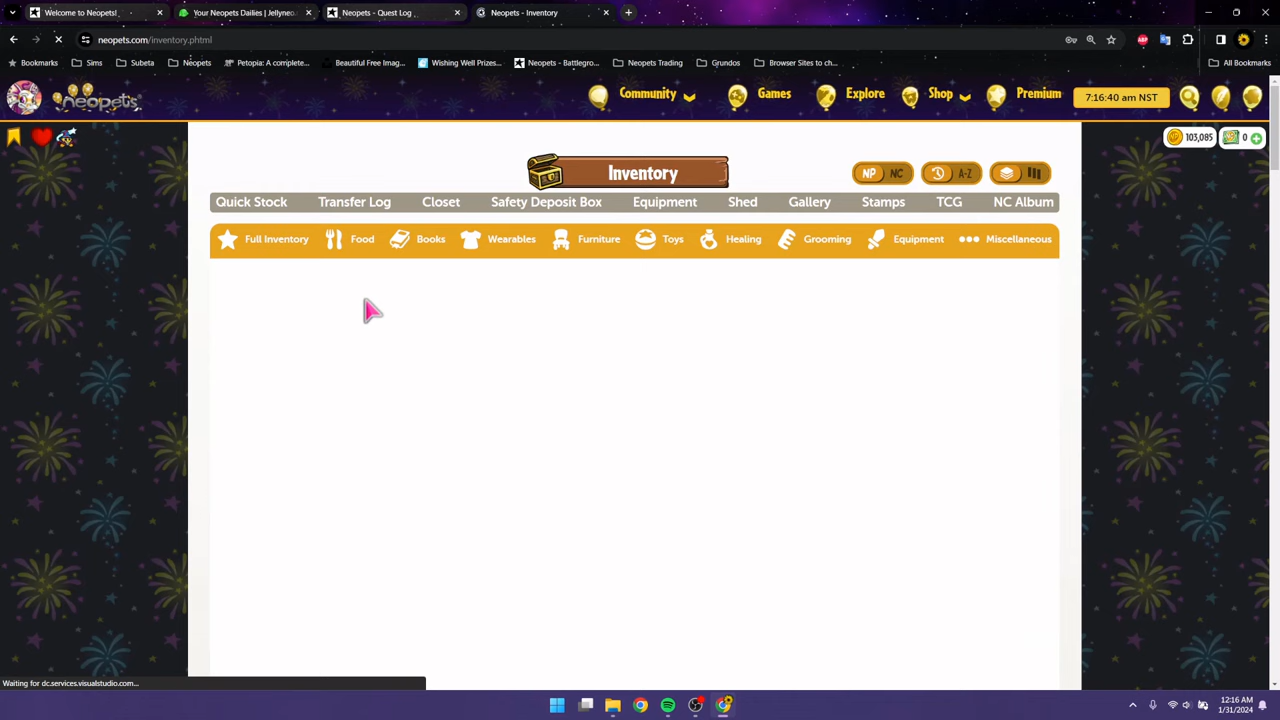 Welcome to Neopets!
Your Neopets Dailies | Jellyneo
Neopets - Quest Log
Neopets - Inventory
neopets.com/inventory.phtml
Bookmarks
Sims
Subeta
Neopets
Petopia: A complete...
Beautiful Free Imag...
Wishing Well Prizes...
Neopets - Battlegro...
Neopets Trading
Grundos
Browser Sites to ch...
All Bookmarks
neopets
Community
Games
Explore
Shop
Premium
7:16:40 am NST
NP 103,085
0
Inventory
NP NC
A-Z
Quick Stock Transfer Log Closet Safety Deposit Box Equipment Shed Gallery Stamps TCG NC Album
Full Inventory Food Books Wearables Furniture Toys Healing Grooming Equipment Miscellaneous
Waiting for dc.services.visualstudio.com...
12:16 AM
1/31/2024